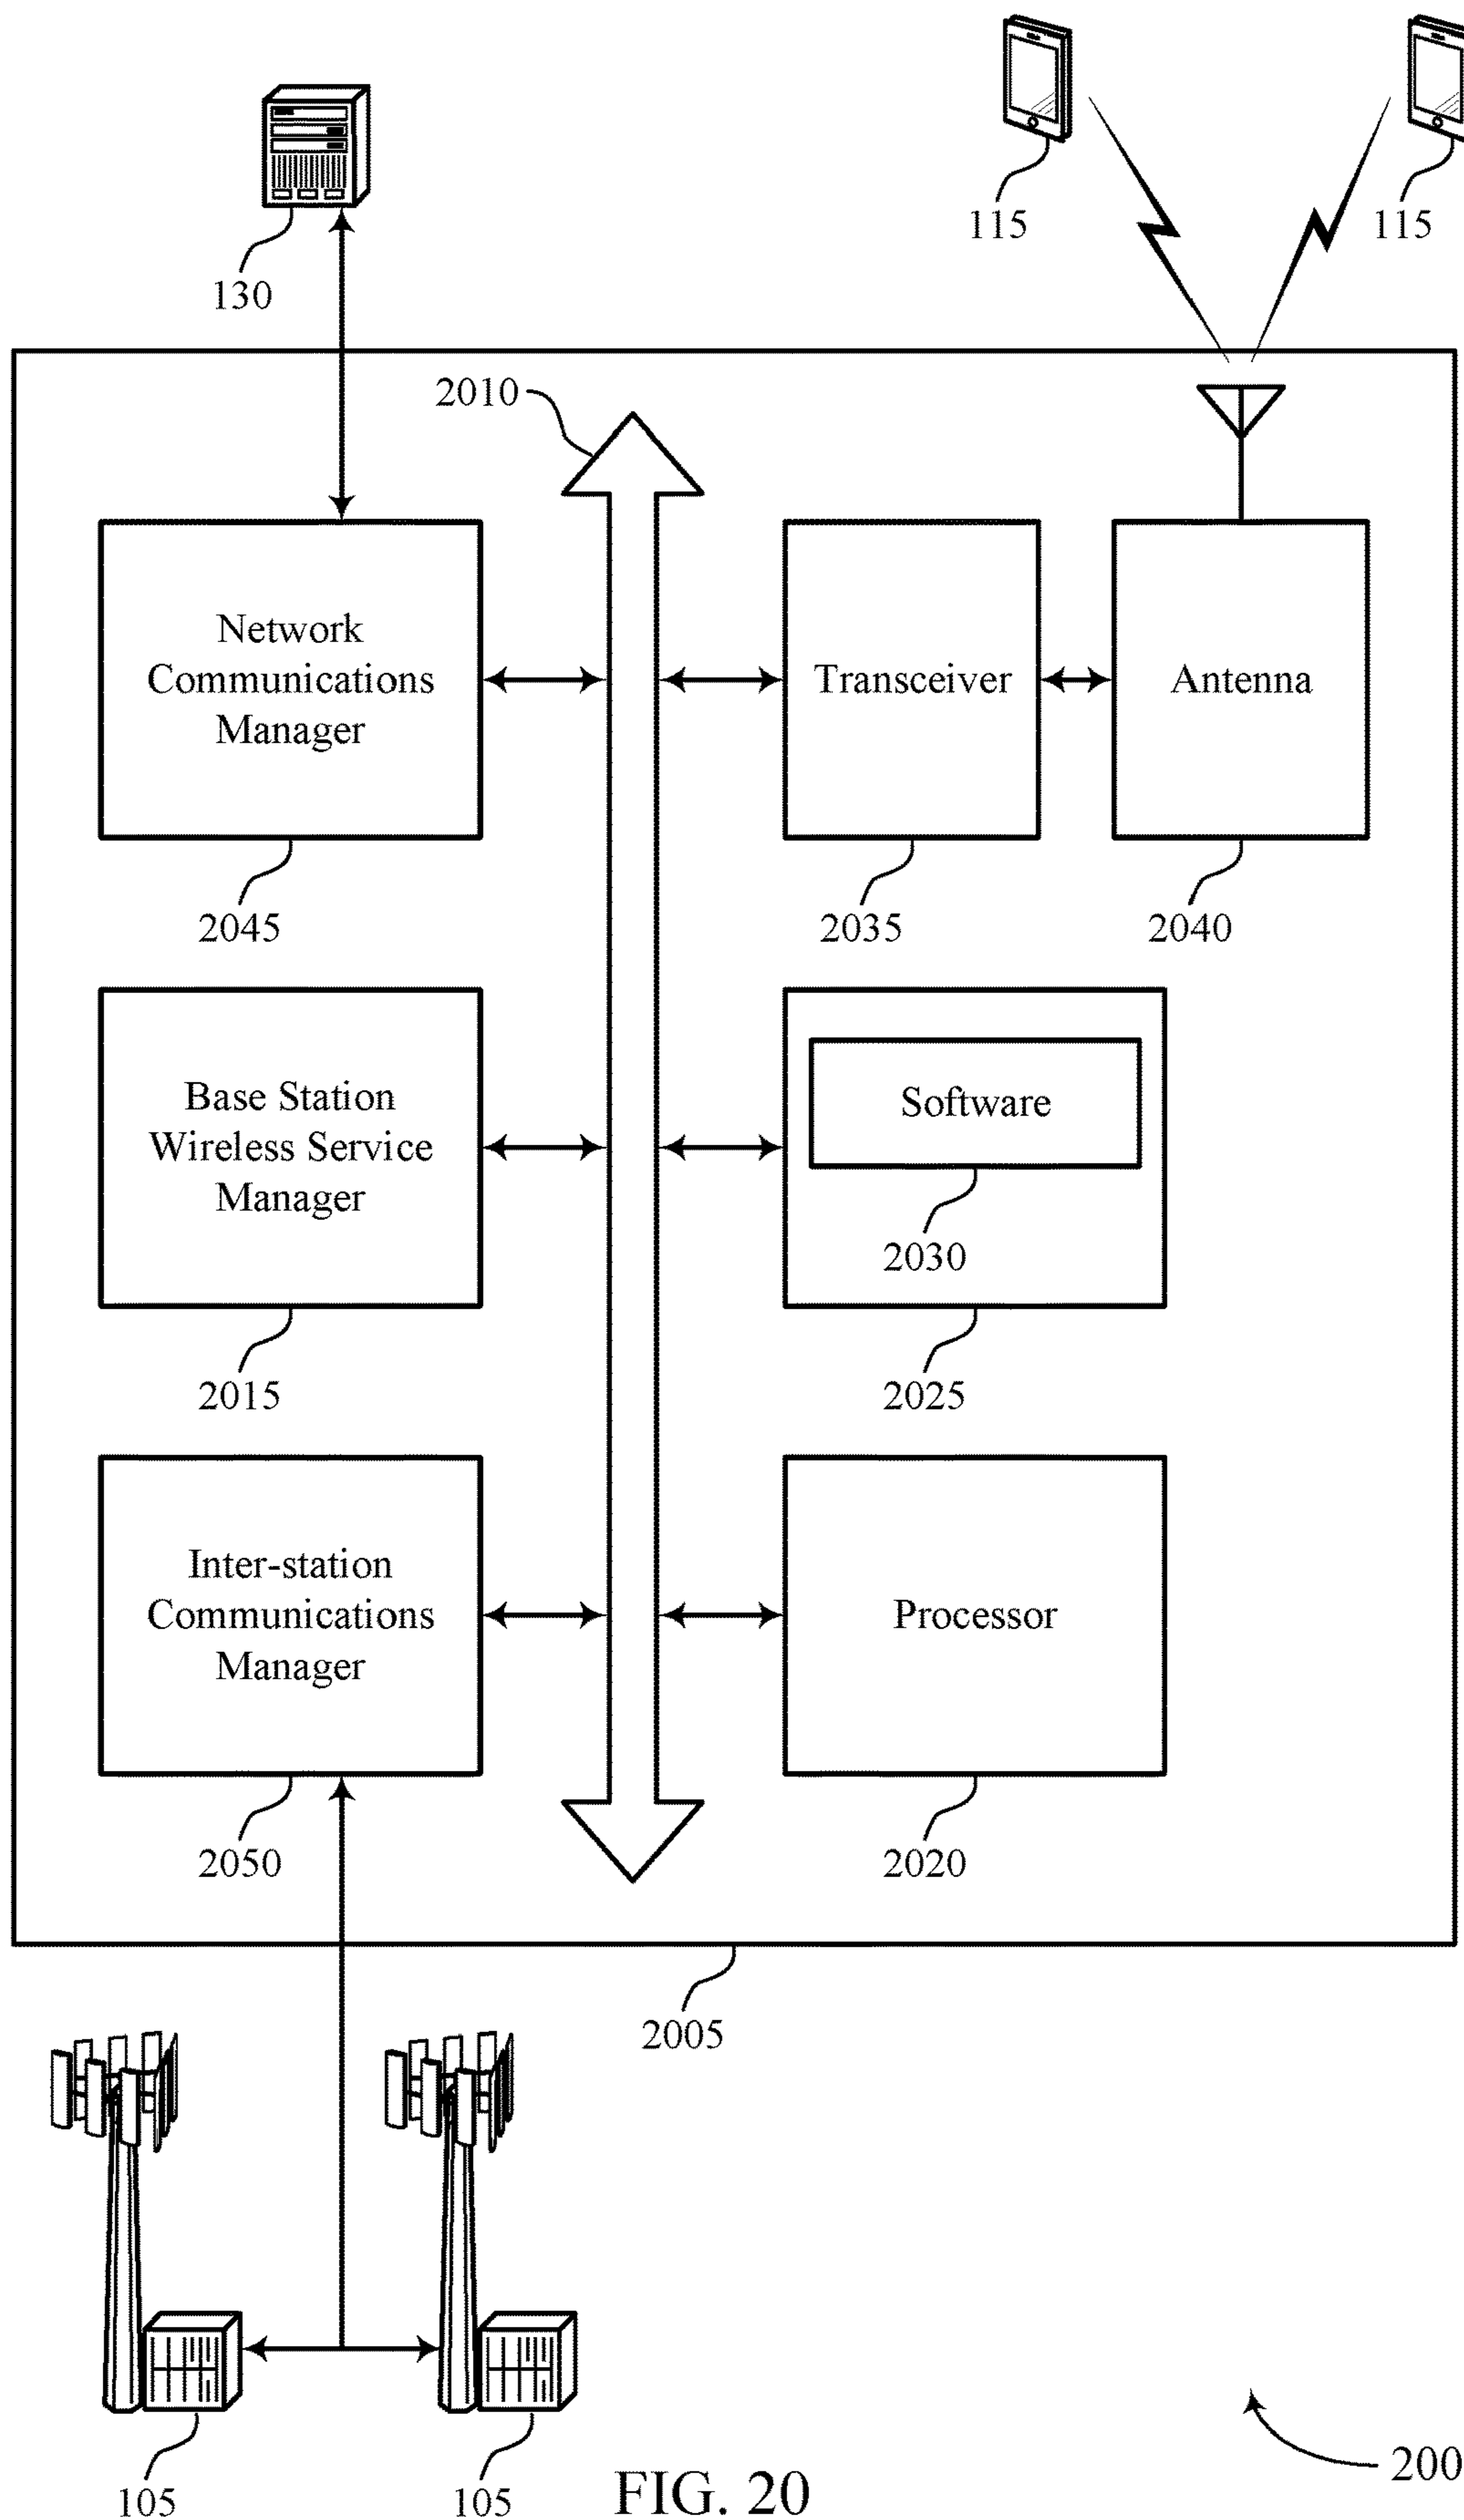 115
115
130
2010
Network
Communications
Manager
Transceiver
Antenna
2045
2035
2040
Base Station
Wireless Service
Manager
Software
2030
2015
2025
Inter-station
Communications
Manager
Processor
2050
2020
2005
200
105
105
FIG. 20